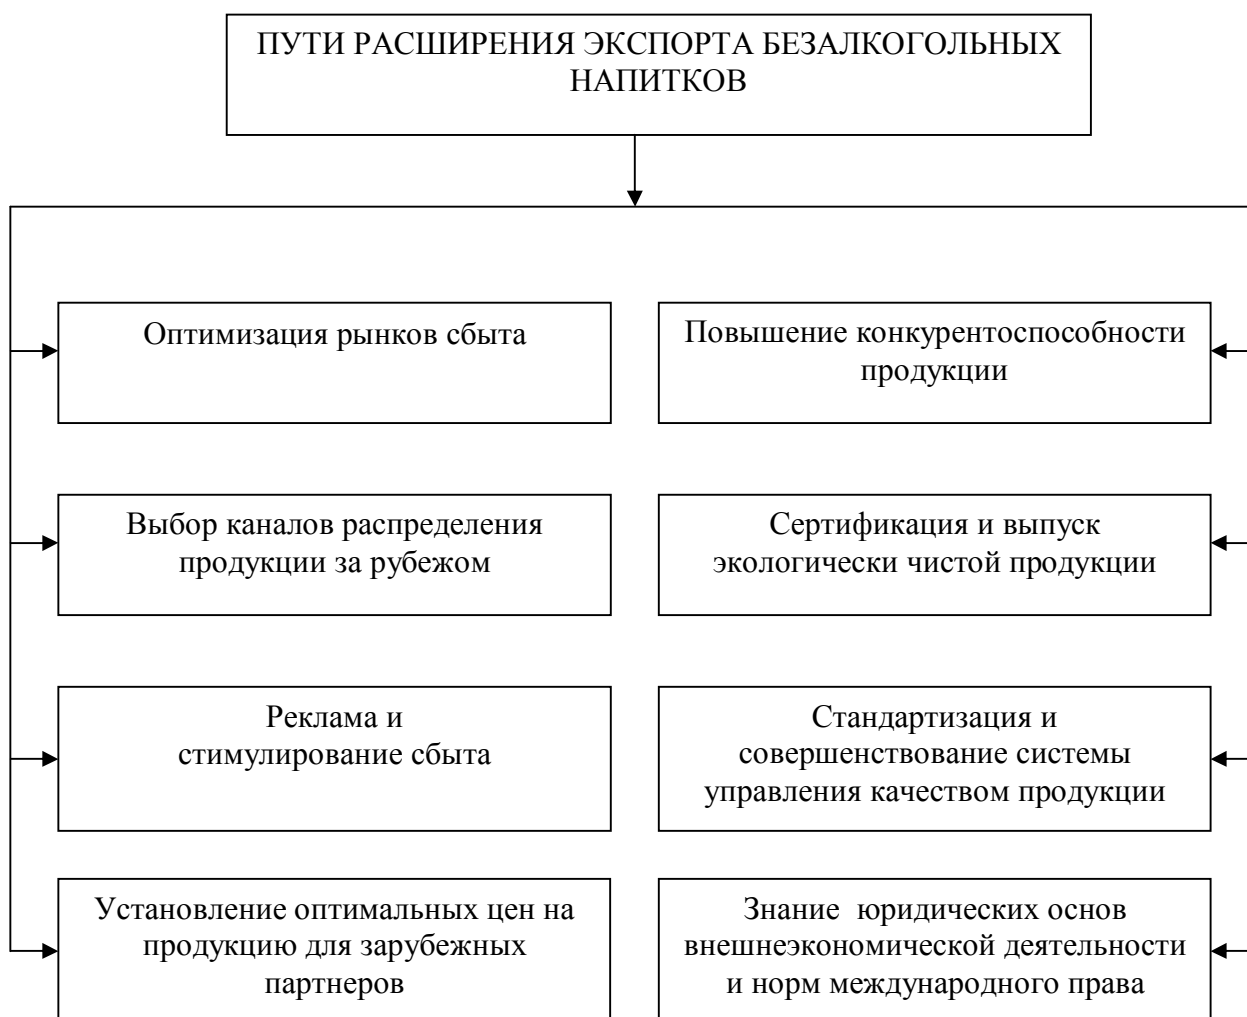 ПУТИ РАСШИРЕНИЯ ЭКСПОРТА БЕЗАЛКОГОЛЬНЫХ
НАПИТКОВ
Оптимизация рынков сбыта
Повышение конкурентоспособности
продукции
Выбор каналов распределения
продукции за рубежом
Сертификация и выпуск
экологически чистой продукции
Реклама и
стимулирование сбыта
Стандартизация и
совершенствование системы
управления качеством продукции
Установление оптимальных цен на
продукцию для зарубежных
партнеров
Знание юридических основ
внешнеэкономической деятельности
и норм международного права